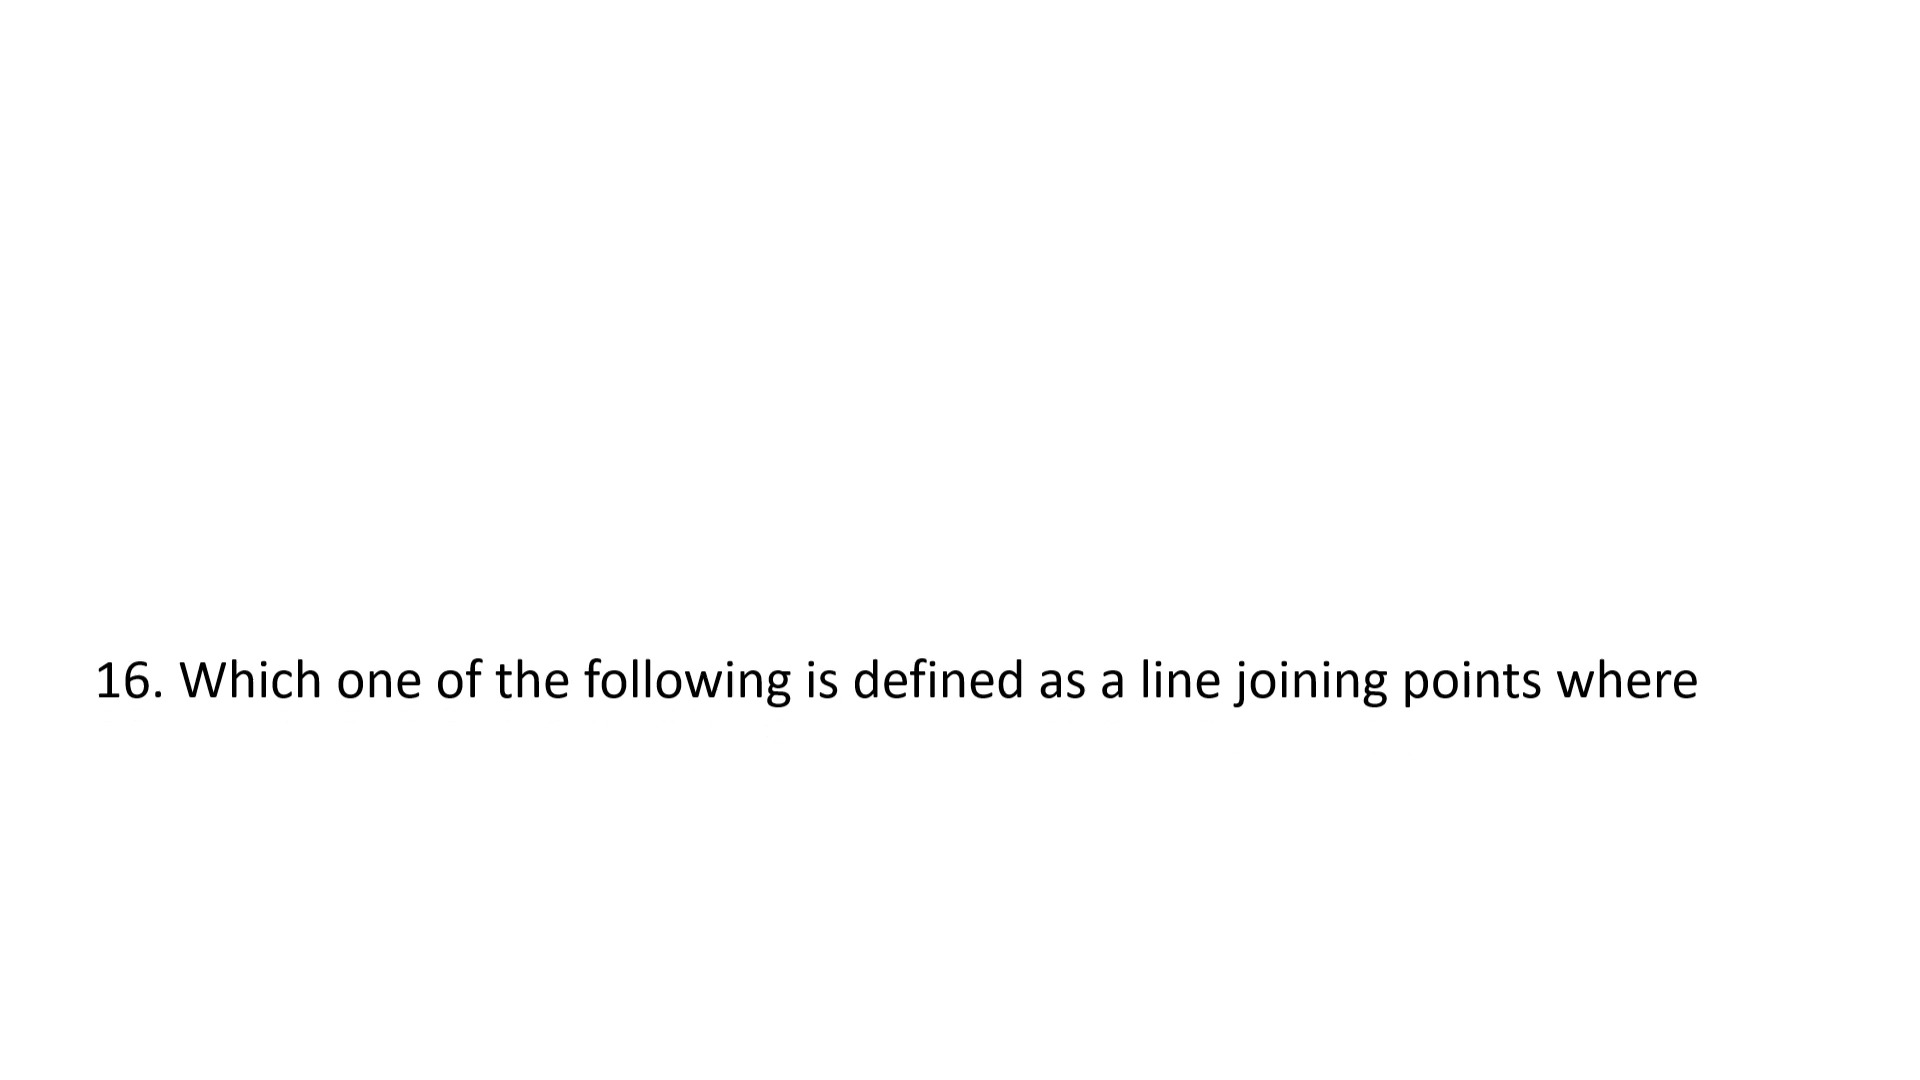 16. Which one of the following is defined as a line joining points where